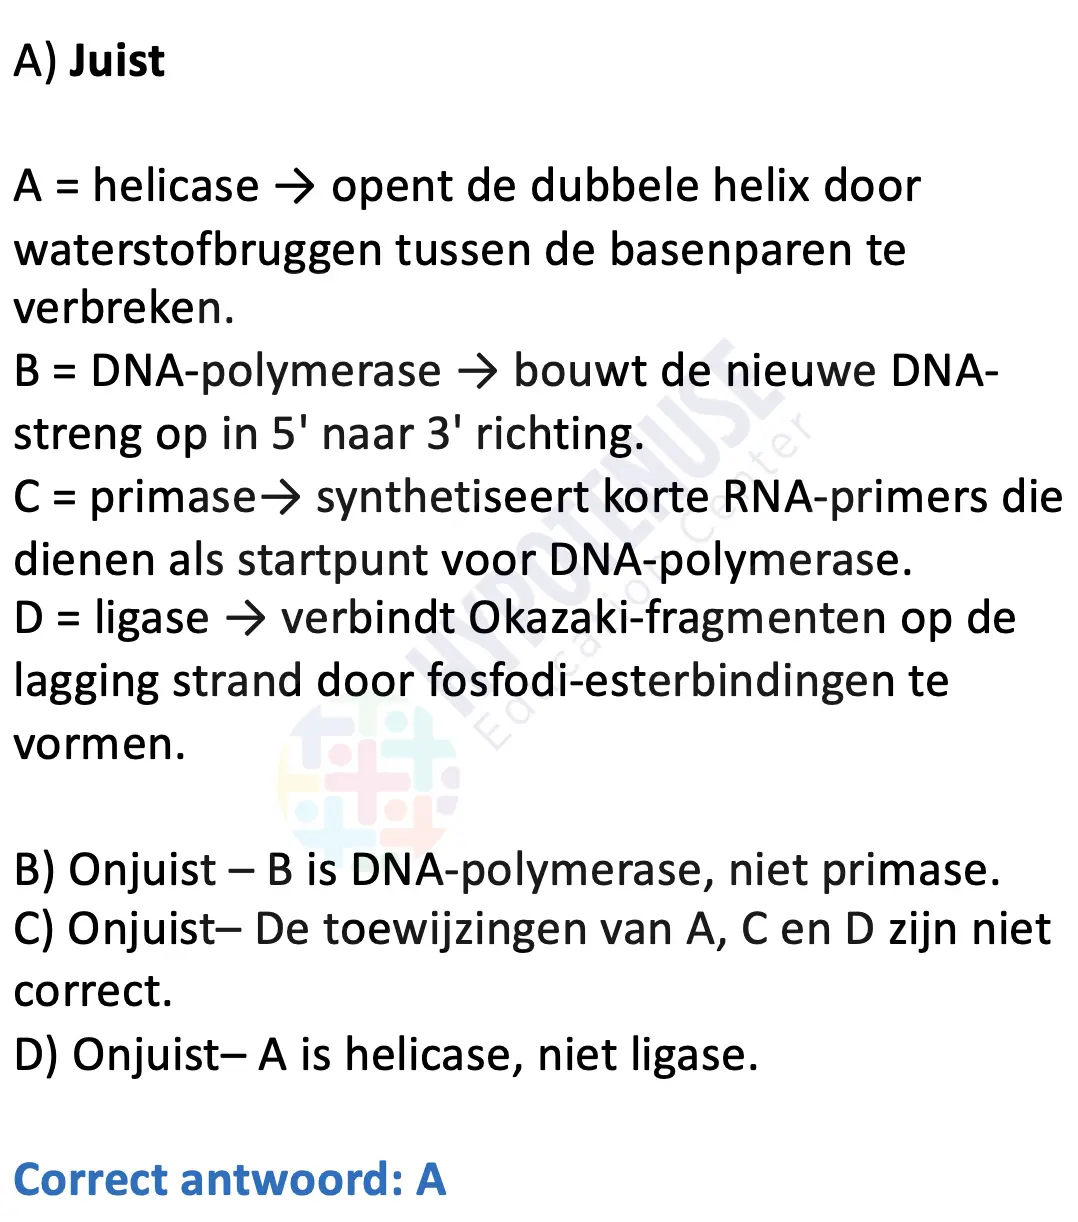 A) Juist
A = helicase → opent de dubbele helix door
waterstofbruggen tussen de basenparen te
verbreken.
B = DNA-polymerase → bouwt de nieuwe DNA-
streng op in 5' naar 3' richting.
C = primase→ synthetiseert korte RNA-primers die
dienen als startpunt voor DNA-polymerase.
D = ligase → verbindt Okazaki-fragmenten op de
lagging strand door fosfodi-esterbindingen te
vormen.
B) Onjuist – B is DNA-polymerase, niet primase.
C) Onjuist– De toewijzingen van A, C en D zijn niet
correct.
D) Onjuist– A is helicase, niet ligase.
Correct antwoord: A
HYPOTENUSE
Education Center